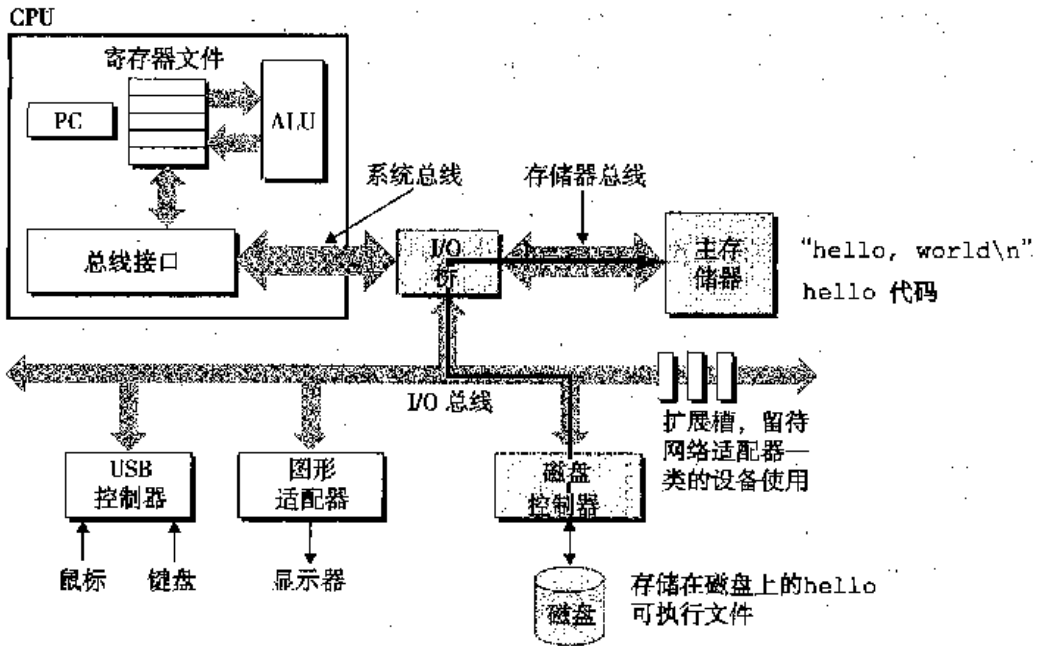 CPU
寄存器文件
PC
ALU
系统总线
存储器总线
总线接口
I/O
桥
主存
储器
“hello, world\n”
hello 代码
I/O 总线
扩展槽，留待
网络适配器一
类的设备使用
USB
控制器
图形
适配器
磁盘
控制器
鼠标
键盘
显示器
磁盘
存储在磁盘上的hello
可执行文件